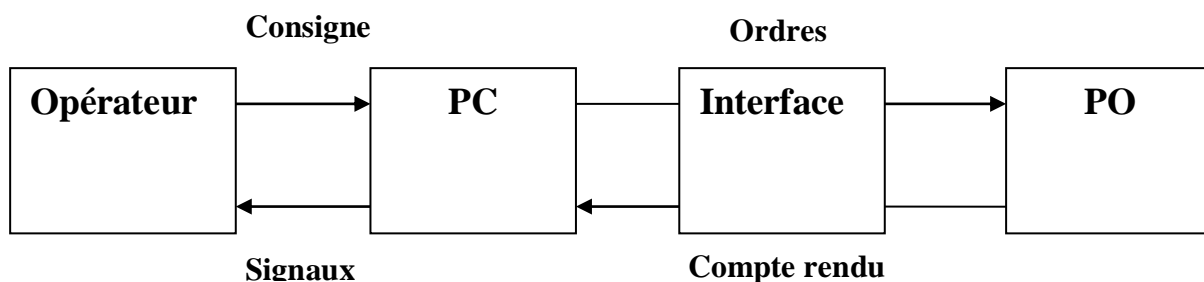 Consigne
Ordres
Opérateur
PC
Interface
PO
Signaux
Compte rendu